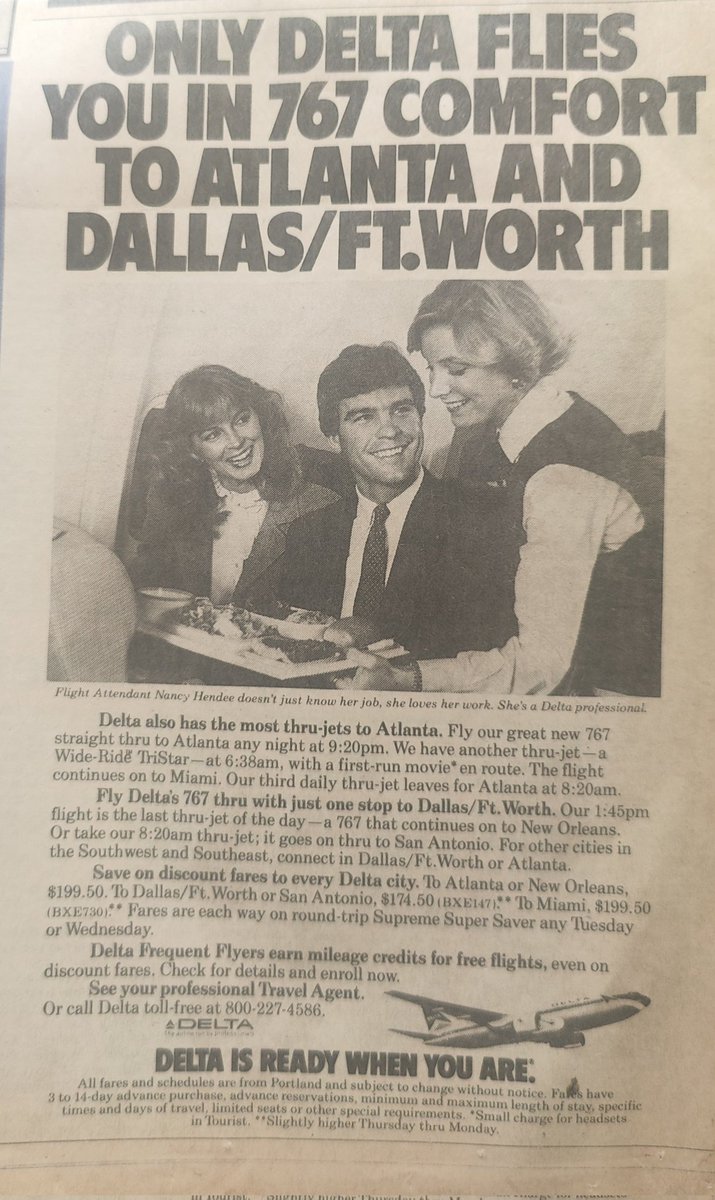 ONLY DELTA FLIES
YOU IN 767 COMFORT
TO ATLANTA AND
DALLAS/FT.WORTH
Flight Attendant Nancy Hendee doesn't just know her job, she loves her work. She's a Delta professional.
Delta also has the most thru-jets to Atlanta. Fly our great new 767
straight thru to Atlanta any night at 9:20pm. We have another thru-jet—a
Wide-Ride TriStar—at 6:38am, with a first-run movie* en route. The flight
continues on to Miami. Our third daily thru-jet leaves for Atlanta at 8:20am.
Fly Delta's 767 thru with just one stop to Dallas/Ft.Worth. Our 1:45pm
flight is the last thru-jet of the day—a 767 that continues on to New Orleans.
Or take our 8:20am thru-jet; it goes on thru to San Antonio. For other cities in
the Southwest and Southeast, connect in Dallas/Ft.Worth or Atlanta.
Save on discount fares to every Delta city. To Atlanta or New Orleans,
$199.50. To Dallas/Ft.Worth or San Antonio, $174.50 (BXE147).** To Miami, $199.50
(BXE730).** Fares are each way on round-trip Supreme Super Saver any Tuesday
or Wednesday.
Delta Frequent Flyers earn mileage credits for free flights, even on
discount fares. Check for details and enroll now.
See your professional Travel Agent.
Or call Delta toll-free at 800-227-4586.
DELTA
The airline run by professionals
DELTA IS READY WHEN YOU ARE.®
All fares and schedules are from Portland and subject to change without notice. Fares have
3 to 14-day advance purchase, advance reservations, minimum and maximum length of stay, specific
times and days of travel, limited seats or other special requirements. *Small charge for headsets
in Tourist. **Slightly higher Thursday thru Monday.